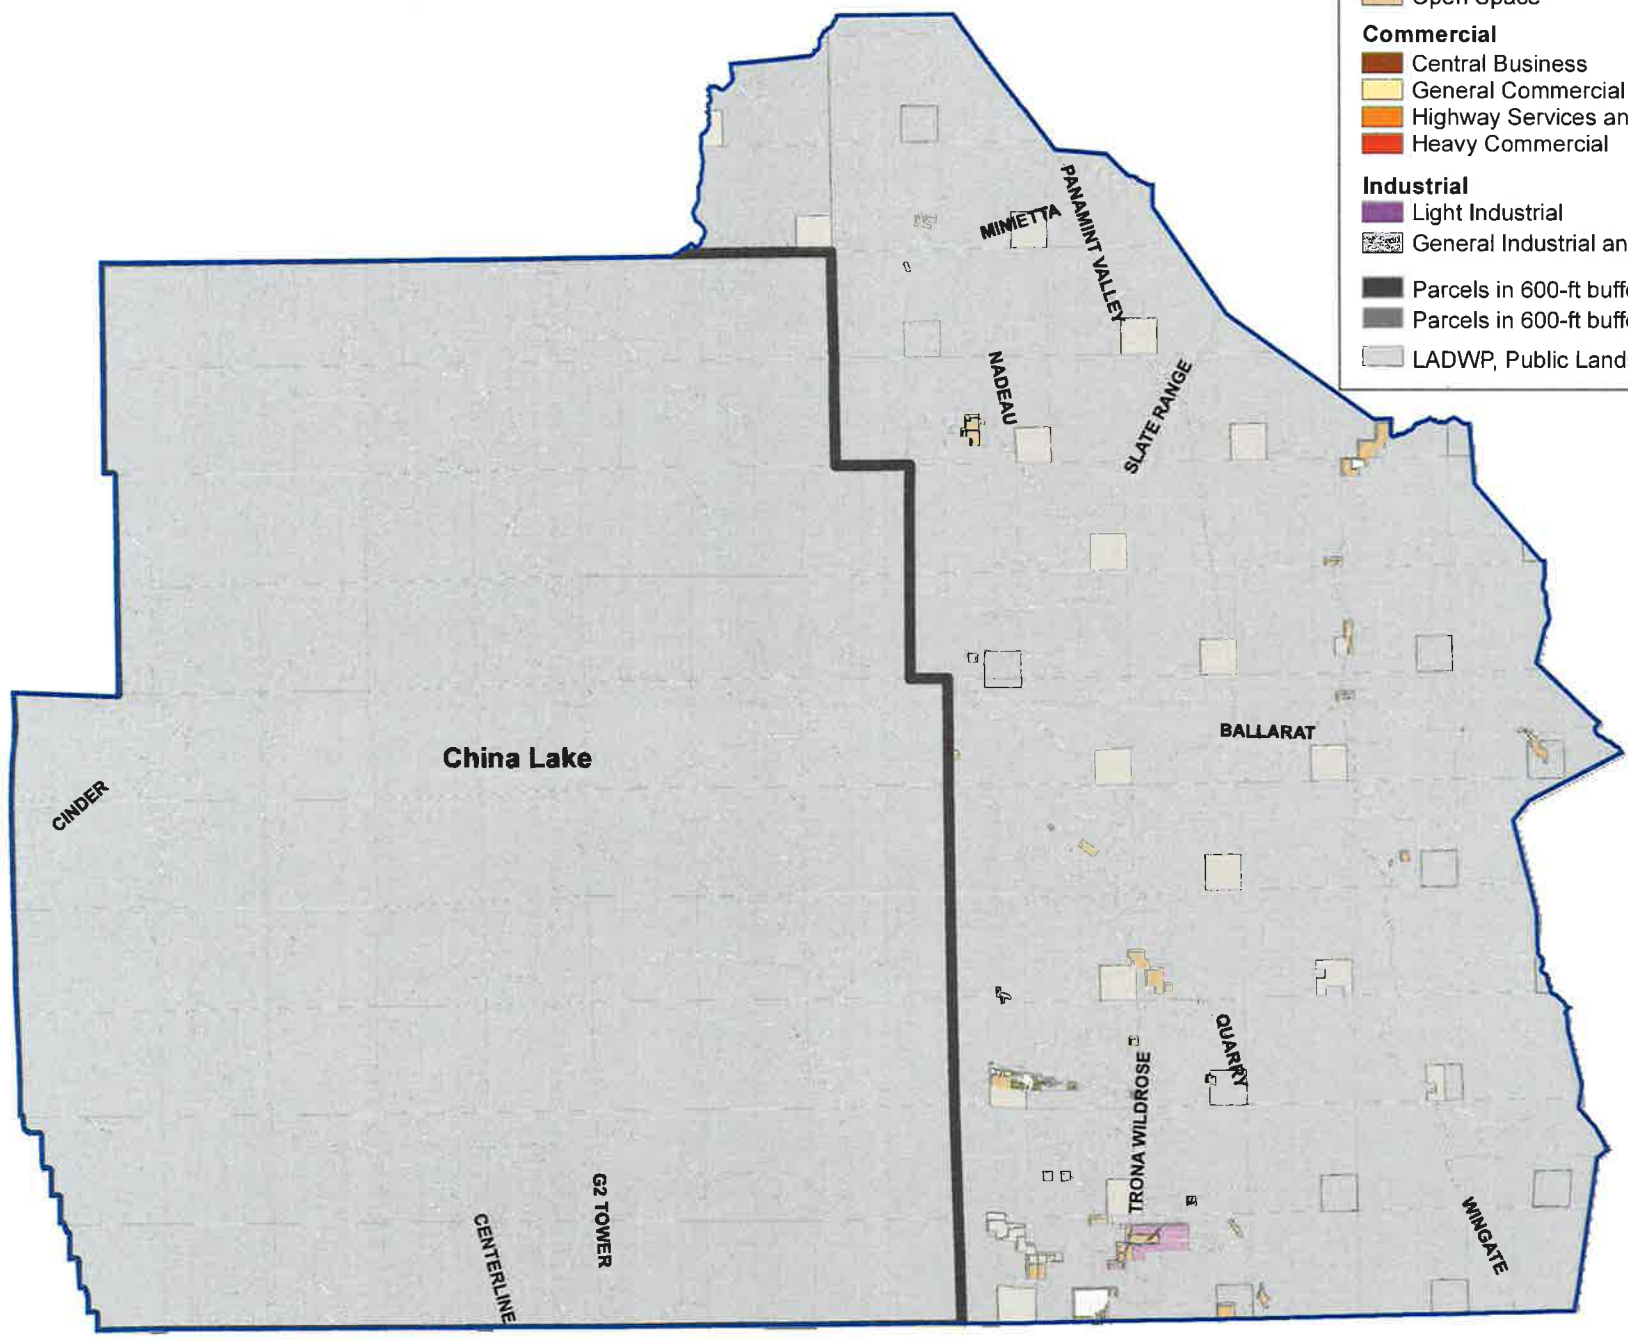 Open Space
Commercial
Central Business
General Commercial
Highway Services an
Heavy Commercial
Industrial
Light Industrial
General Industrial an
Parcels in 600-ft buff
Parcels in 600-ft buff
LADWP, Public Land
PANAMINT VALLEY
MINIETTA
NADEAU
SLATE RANGE
BALLARAT
China Lake
CINDER
QUARRY
TRONA WILDROSE
G2 TOWER
CENTERLINE
WINGATE